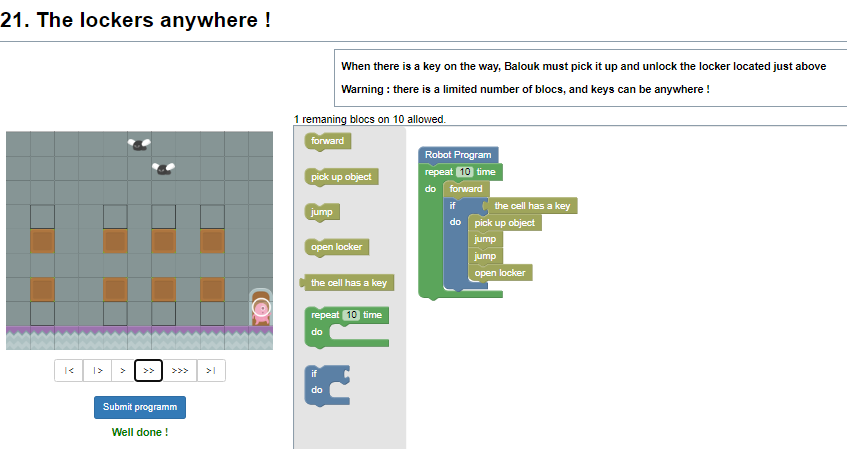 21. The lockers anywhere !
When there is a key on the way, Balouk must pick it up and unlock the locker located just above
Warning : there is a limited number of blocs, and keys can be anywhere !
1 remaning blocs on 10 allowed.
forward
pick up object
jump
open locker
the cell has a key
repeat 10 time
do
if
do
Robot Program
repeat 10 time
do forward
if the cell has a key
do pick up object
jump
jump
open locker
|< |> > >> >>> >|
Submit programm
Well done !